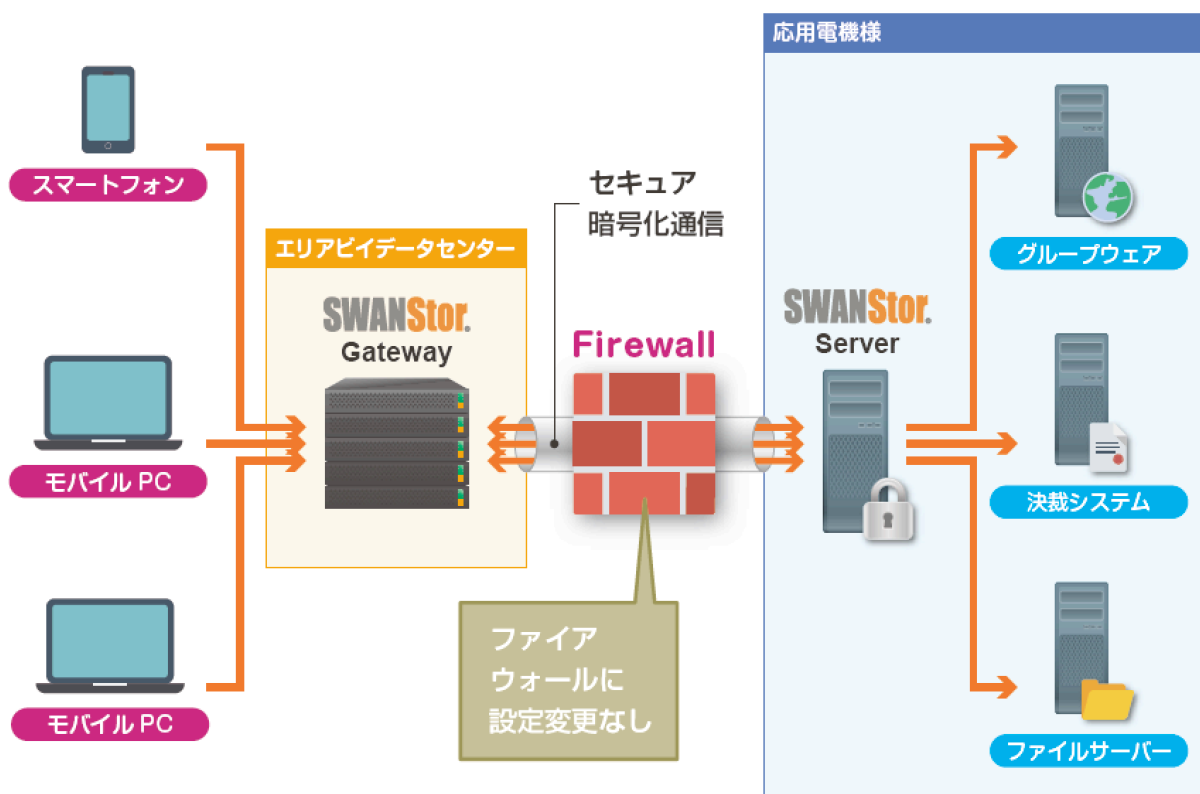 応用電機様
スマートフォン
セキュア
暗号化通信
エリアビイデータセンター
グループウェア
SWANStor.
Gateway
SWANStor.
Server
Firewall
モバイル PC
決裁システム
ファイア
ウォールに
設定変更なし
モバイル PC
ファイルサーバー